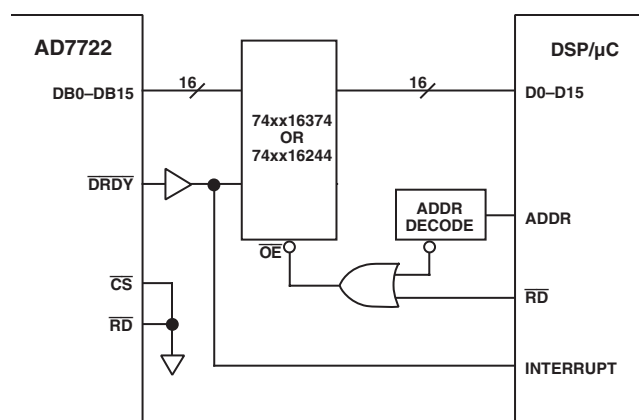 AD7722
DSP/µC
DB0–DB15
16
16
D0–D15
74xx16374
OR
74xx16244
DRDY
ADDR
DECODE
ADDR
OE
CS
RD
RD
INTERRUPT